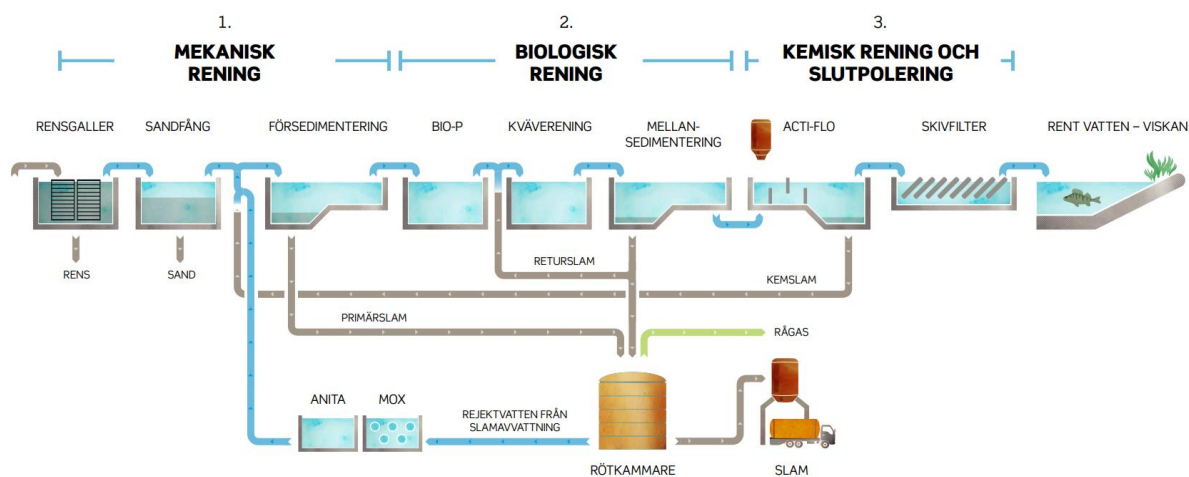 1.
MEKANISK
RENING
2.
BIOLOGISK
RENING
3.
KEMISK RENING OCH
SLUTPOLERING
RENSGALLER
SANDFÅNG
FÖRSEDIMENTERING
BIO-P
KVÄVERENING
MELLAN-
SEDIMENTERING
ACTI-FLO
SKIVFILTER
RENT VATTEN – VISKAN
RENS
SAND
RETURSLAM
KEMSLAM
PRIMÄRSLAM
RÅGAS
ANITA
MOX
REJEKTVATTEN FRÅN
SLAMAVVATTNING
RÖTKAMMARE
SLAM